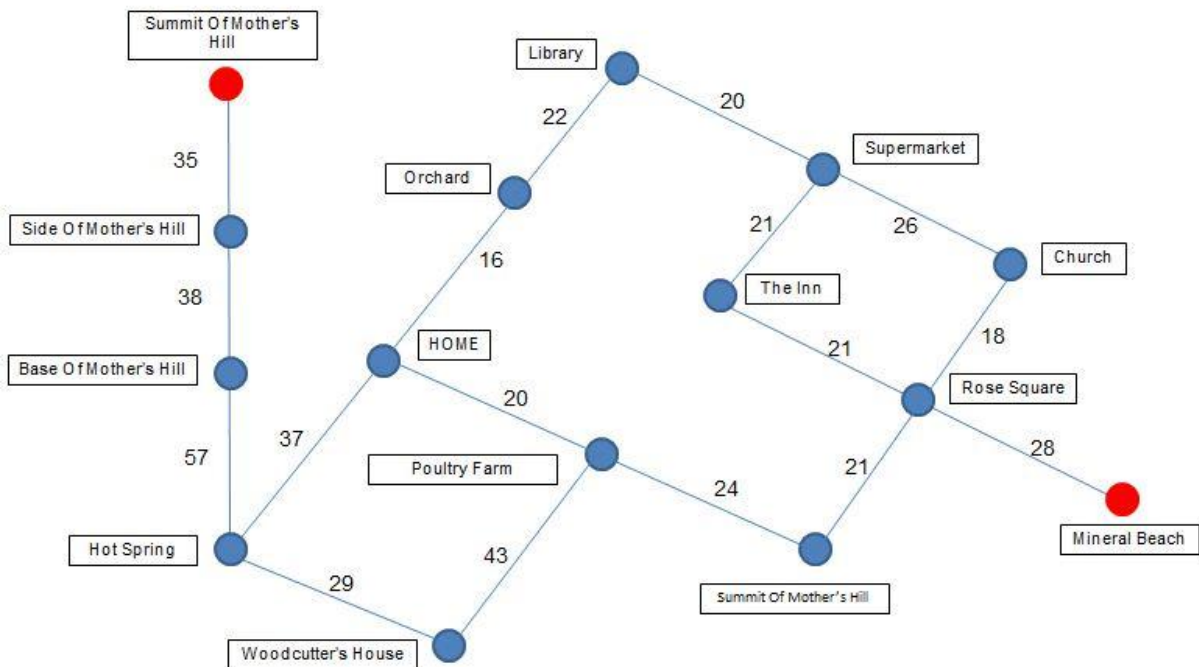 Summit Of Mother's
Hill
Library
20
22
Supermarket
35
Orchard
Side Of Mother's Hill
21
26
Church
16
The Inn
38
HOME
18
Base Of Mother's Hill
21
Rose Square
20
37
28
57
Poultry Farm
21
24
Hot Spring
43
Mineral Beach
29
Summit Of Mother's Hill
Woodcutter's House